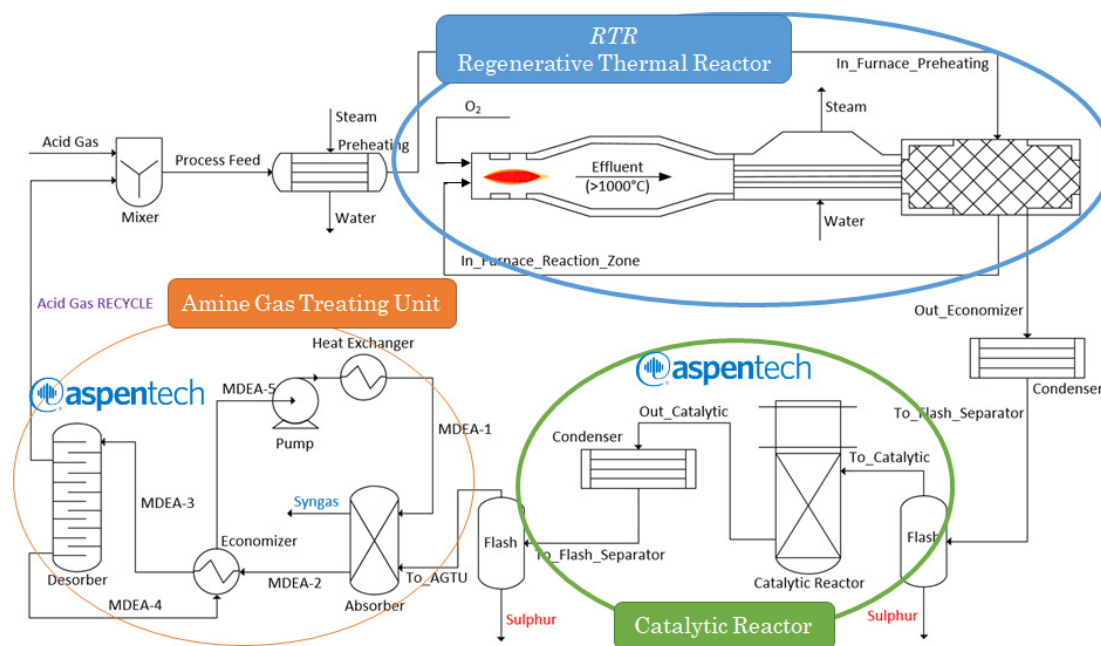 RTR
Regenerative Thermal Reactor
In_Furnace_Preheating
O₂
Steam
Steam
Acid Gas
Process Feed
Preheating
Effluent
(>1000°C)
Mixer
Water
Water
In_Furnace_Reaction_Zone
Acid Gas RECYCLE
Amine Gas Treating Unit
Out_Economizer
Heat Exchanger
aspentech
aspentech
MDEA-5
Out_Catalytic
Condenser
Condenser
To_Flash_Separator
Pump
MDEA-1
To_Catalytic
MDEA-3
Syngas
Economizer
Flash
To_Flash_Separator
Flash
Desorber
MDEA-2
To_AGTU
Catalytic Reactor
MDEA-4
Absorber
Sulphur
Catalytic Reactor
Sulphur